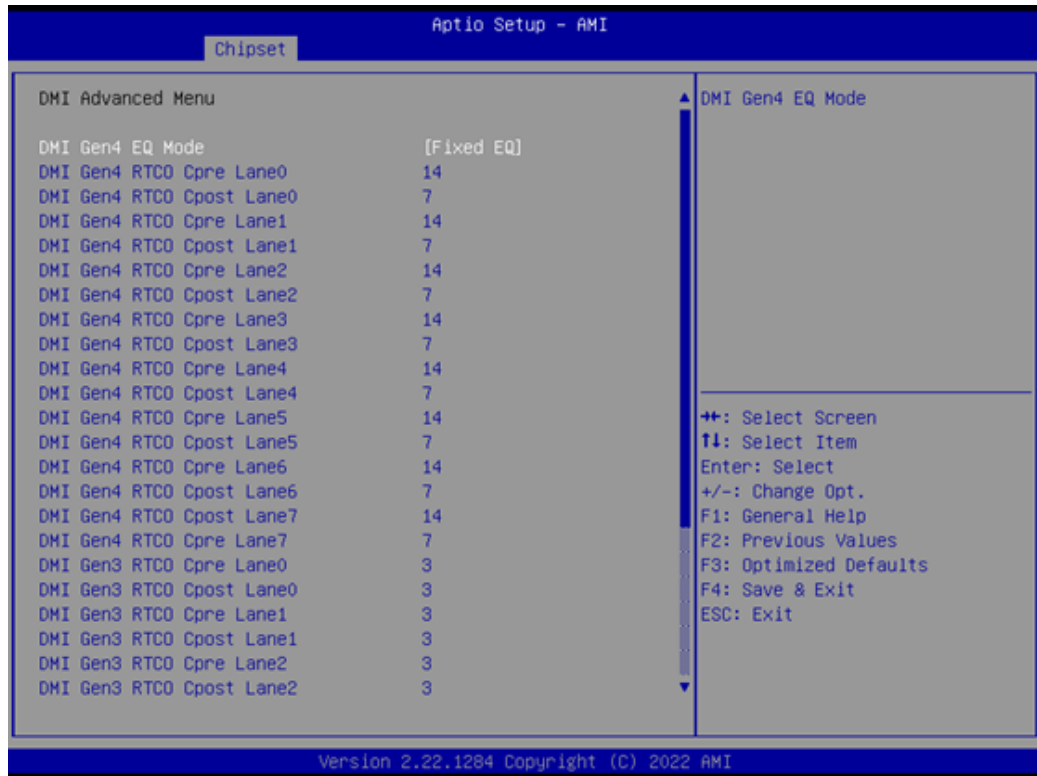 Aptio Setup – AMI
Chipset
DMI Advanced Menu
DMI Gen4 EQ Mode [Fixed EQ]
DMI Gen4 RTCO Cpre Lane0 14
DMI Gen4 RTCO Cpost Lane0 7
DMI Gen4 RTCO Cpre Lane1 14
DMI Gen4 RTCO Cpost Lane1 7
DMI Gen4 RTCO Cpre Lane2 14
DMI Gen4 RTCO Cpost Lane2 7
DMI Gen4 RTCO Cpre Lane3 14
DMI Gen4 RTCO Cpost Lane3 7
DMI Gen4 RTCO Cpre Lane4 14
DMI Gen4 RTCO Cpost Lane4 7
DMI Gen4 RTCO Cpre Lane5 14
DMI Gen4 RTCO Cpost Lane5 7
DMI Gen4 RTCO Cpre Lane6 14
DMI Gen4 RTCO Cpost Lane6 7
DMI Gen4 RTCO Cpost Lane7 14
DMI Gen4 RTCO Cpre Lane7 7
DMI Gen3 RTCO Cpre Lane0 3
DMI Gen3 RTCO Cpost Lane0 3
DMI Gen3 RTCO Cpre Lane1 3
DMI Gen3 RTCO Cpost Lane1 3
DMI Gen3 RTCO Cpre Lane2 3
DMI Gen3 RTCO Cpost Lane2 3
DMI Gen4 EQ Mode
→←: Select Screen
↑↓: Select Item
Enter: Select
+/-: Change Opt.
F1: General Help
F2: Previous Values
F3: Optimized Defaults
F4: Save & Exit
ESC: Exit
Version 2.22.1284 Copyright (C) 2022 AMI